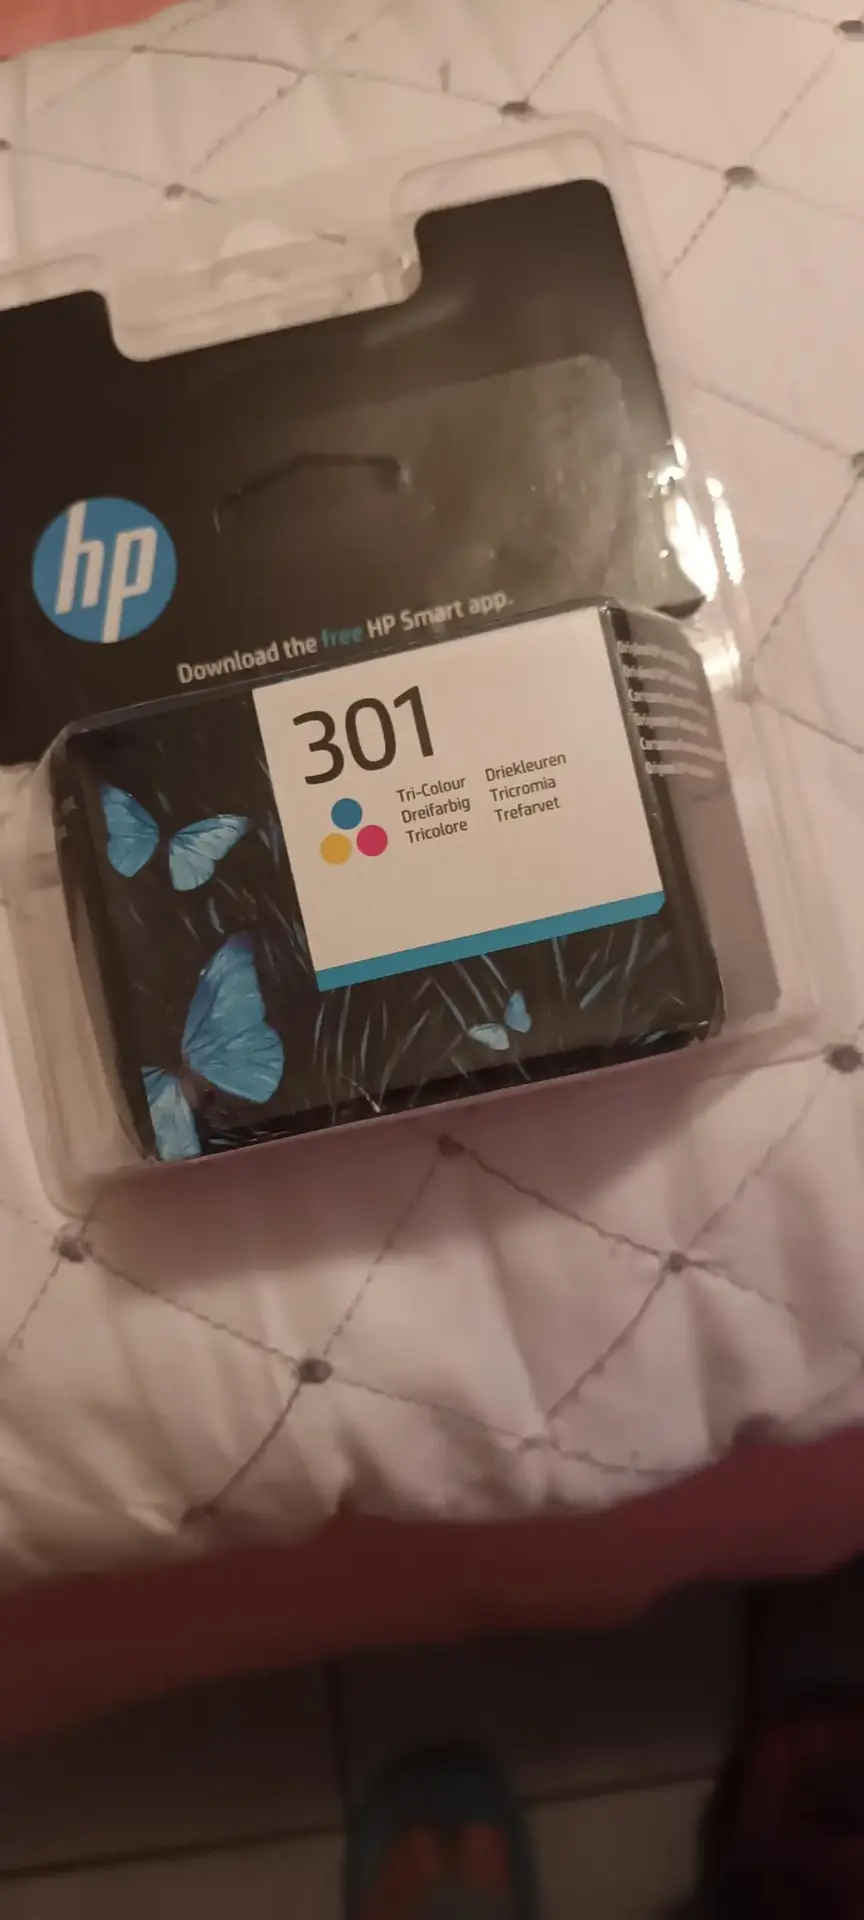 hp
Download the free HP Smart app.
301
Tri-Colour Driekleuren
Dreifarbig Tricromia
Tricolore Trefarvet